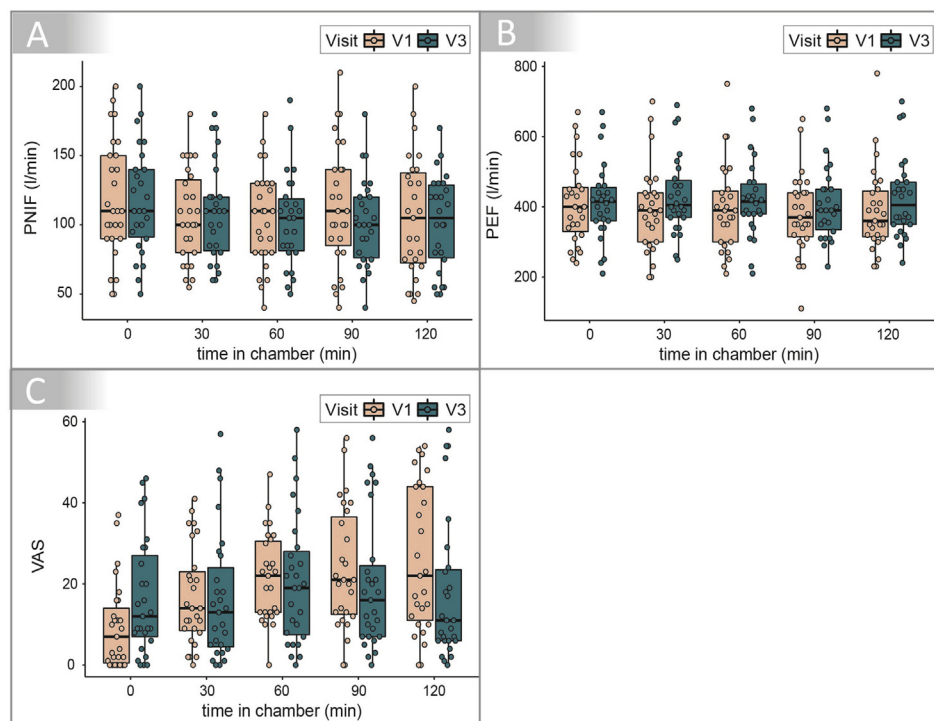 A
Visit V1 V3
PNIF (l/min)
200
150
100
50
0 30 60 90 120
time in chamber (min)
B
Visit V1 V3
PEF (l/min)
800
600
400
200
0 30 60 90 120
time in chamber (min)
C
Visit V1 V3
VAS
60
40
20
0
0 30 60 90 120
time in chamber (min)